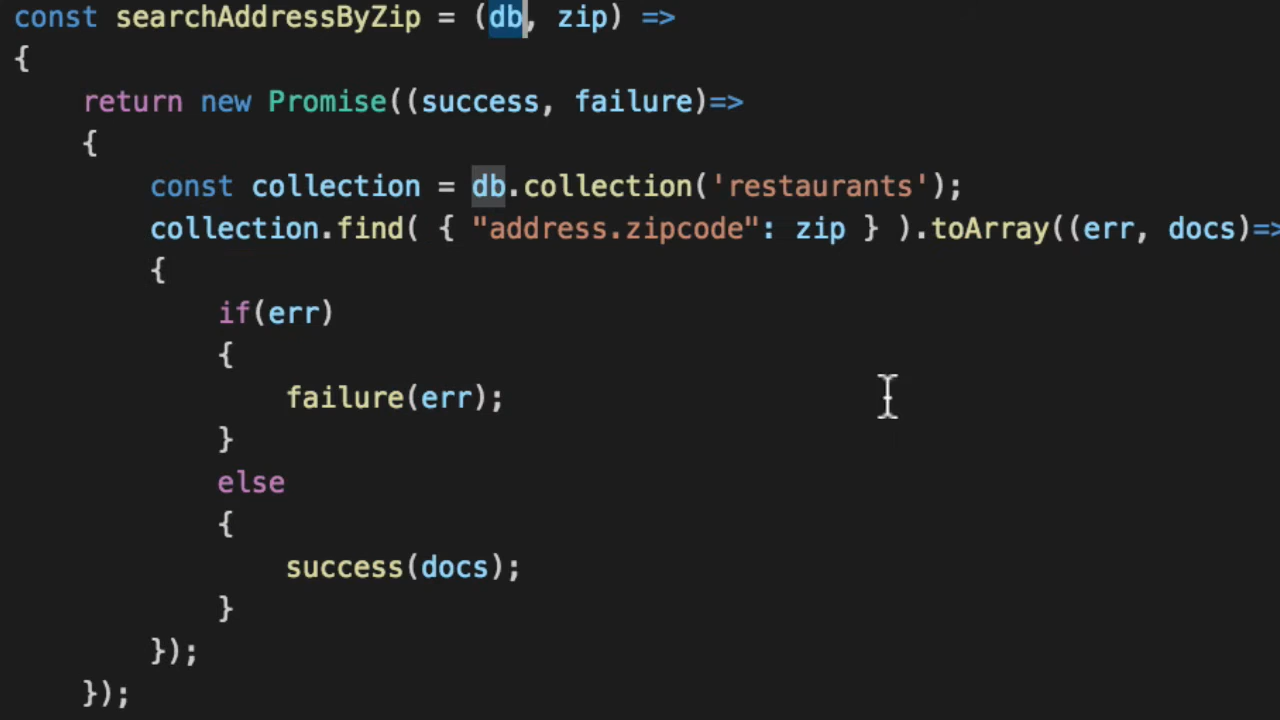 const searchAddressByZip = (db, zip) =>
{
    return new Promise((success, failure)=>
    {
        const collection = db.collection('restaurants');
        collection.find( { "address.zipcode": zip } ).toArray((err, docs)=>
        {
            if(err)
            {
                failure(err);
            }
            else
            {
                success(docs);
            }
        });
    });